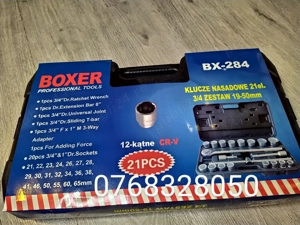 BOXER
PROFESSIONAL TOOLS
BX-284
• 1pcs 3/4"Dr.Ratchet Wrench
• 1pcs Dr.Extension Bar 8"
• 1pcs 3/4"Dr.Universal Joint
• 1pcs 3/4"Dr.Sliding T-bar
• 1pcs 3/4" F x 1" M 3-Way
Adapter
1pcs For Adding Force
• 20pcs 3/4"&1"Dr.Sockets
21, 22, 23, 24, 26, 27, 28,
29, 30, 31, 32, 34, 36, 38,
41, 46, 50, 55, 60, 65mm
KLUCZE NASADOWE 21el.
3/4 ZESTAW 19-50mm
12-kątne CR-V
21PCS
0768328050